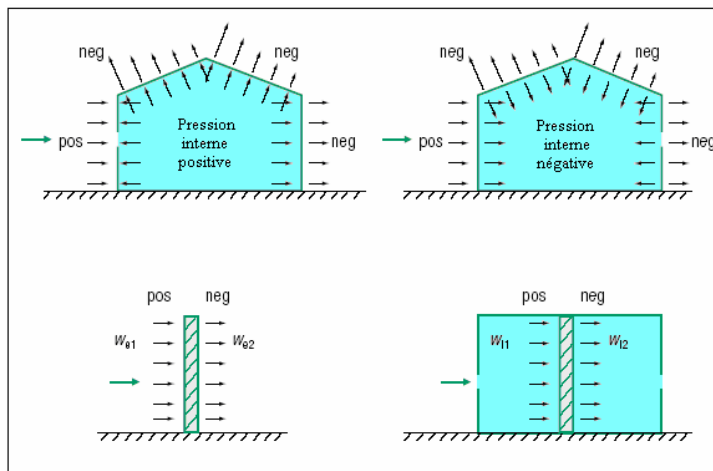 neg
neg
pos
Pression
interne
positive
neg
neg
neg
pos
Pression
interne
négative
neg
pos neg
We1
We2
pos neg
WI1
WI2